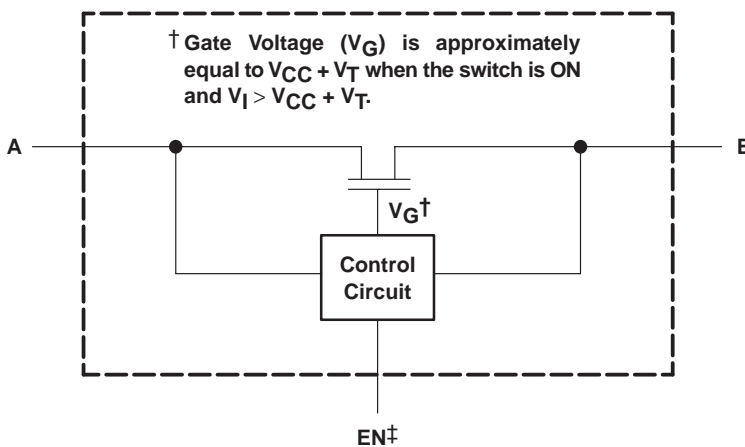 † Gate Voltage (VG) is approximately
equal to VCC + VT when the switch is ON
and VI > VCC + VT.
A
VG†
Control
Circuit
EN‡